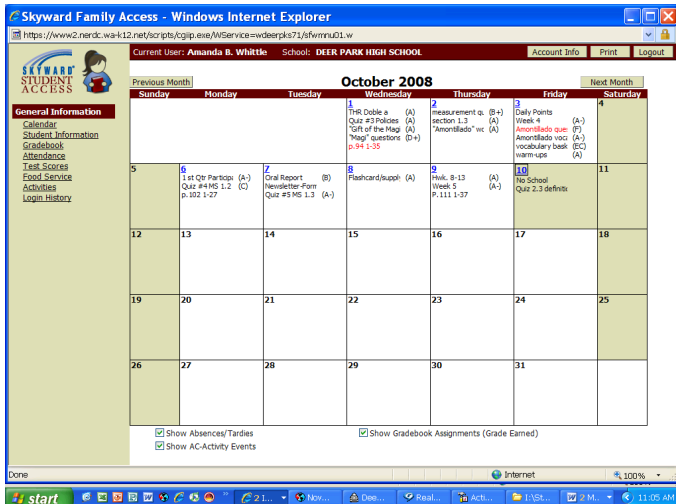 Skyward Family Access - Windows Internet Explorer
https://www2.nerdc.wa-k12.net/scripts/cgiip.exe/WService=wdeerpks71/sfwmnu01.w
Current User: Amanda B. Whittle School: DEER PARK HIGH SCHOOL Account Info Print Logout
SKYWARD
STUDENT
ACCESS
General Information
Calendar
Student Information
Gradebook
Attendance
Test Scores
Food Service
Activities
Login History
Previous Month October 2008 Next Month
Sunday Monday Tuesday Wednesday Thursday Friday Saturday
1
THR Doble a (A)
Quiz #3 Policies (A)
"Gift of the Magi (A)
"Magi" questions (D+)
p.94 1-35
2
measurement qu (B+)
section 1.3 (A)
"Amontillado" wc (A)
3
Daily Points
Week 4 (A-)
Amontillado que: (F)
Amontillado voca (A-)
vocabulary bask (EC)
warm-ups (A)
4
5
6
1 st Qtr Particip (A-)
Quiz #4 MS 1.2 (C)
p. 102 1-27
7
Oral Report (B)
Newsletter-Form
Quiz #5 MS 1.3 (A-)
8
Flashcard/suppli (A)
9
Hwk. 8-13 (A)
Week 5 (A-)
P. 111 1-37
10
No School
Quiz 2.3 definitio
11
12 13 14 15 16 17 18
19 20 21 22 23 24 25
26 27 28 29 30 31
Show Absences/Tardies Show Gradebook Assignments (Grade Earned)
Show AC-Activity Events
Done Internet 100%
start 2 I... Nov... Dee... Real... Acti... I:\St... 2 M... 11:05 AM